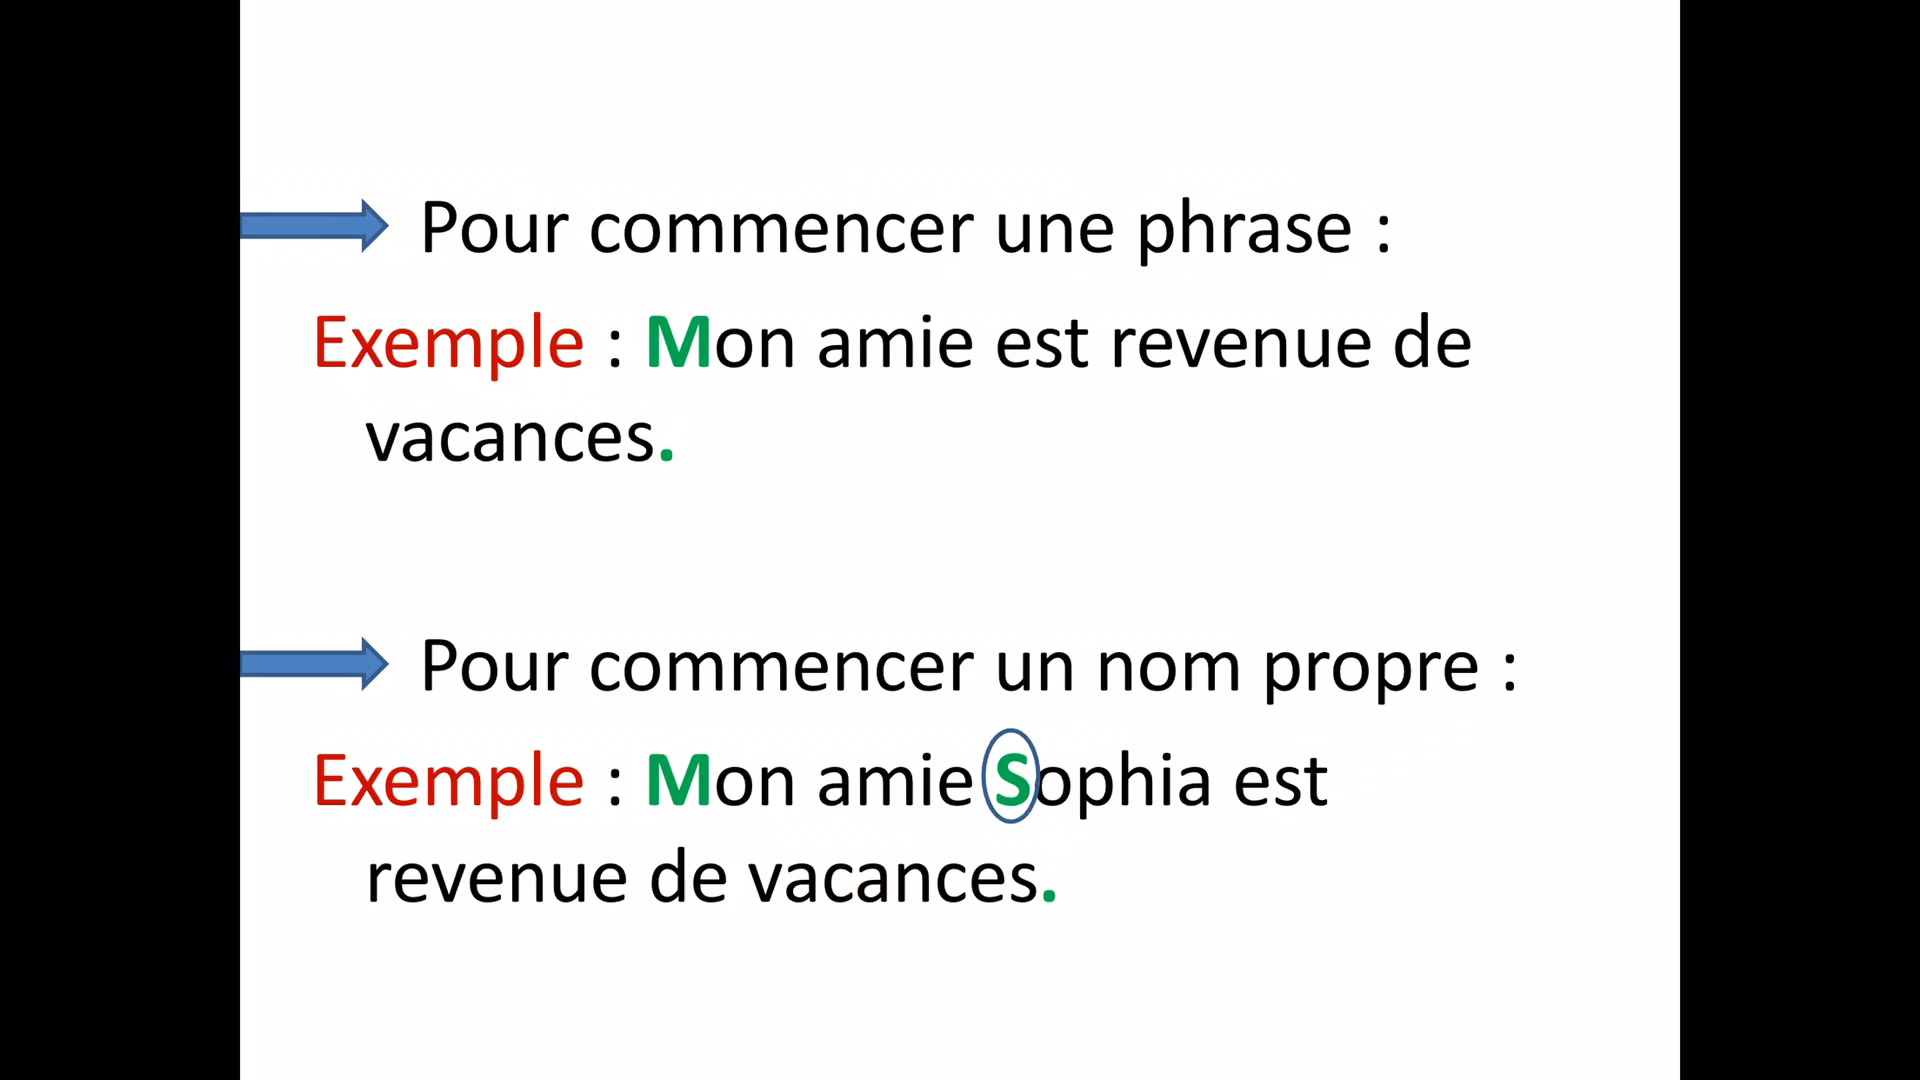 Pour commencer une phrase :
Exemple : Mon amie est revenue de
vacances.
Pour commencer un nom propre :
Exemple : Mon amie Sophia est
revenue de vacances.